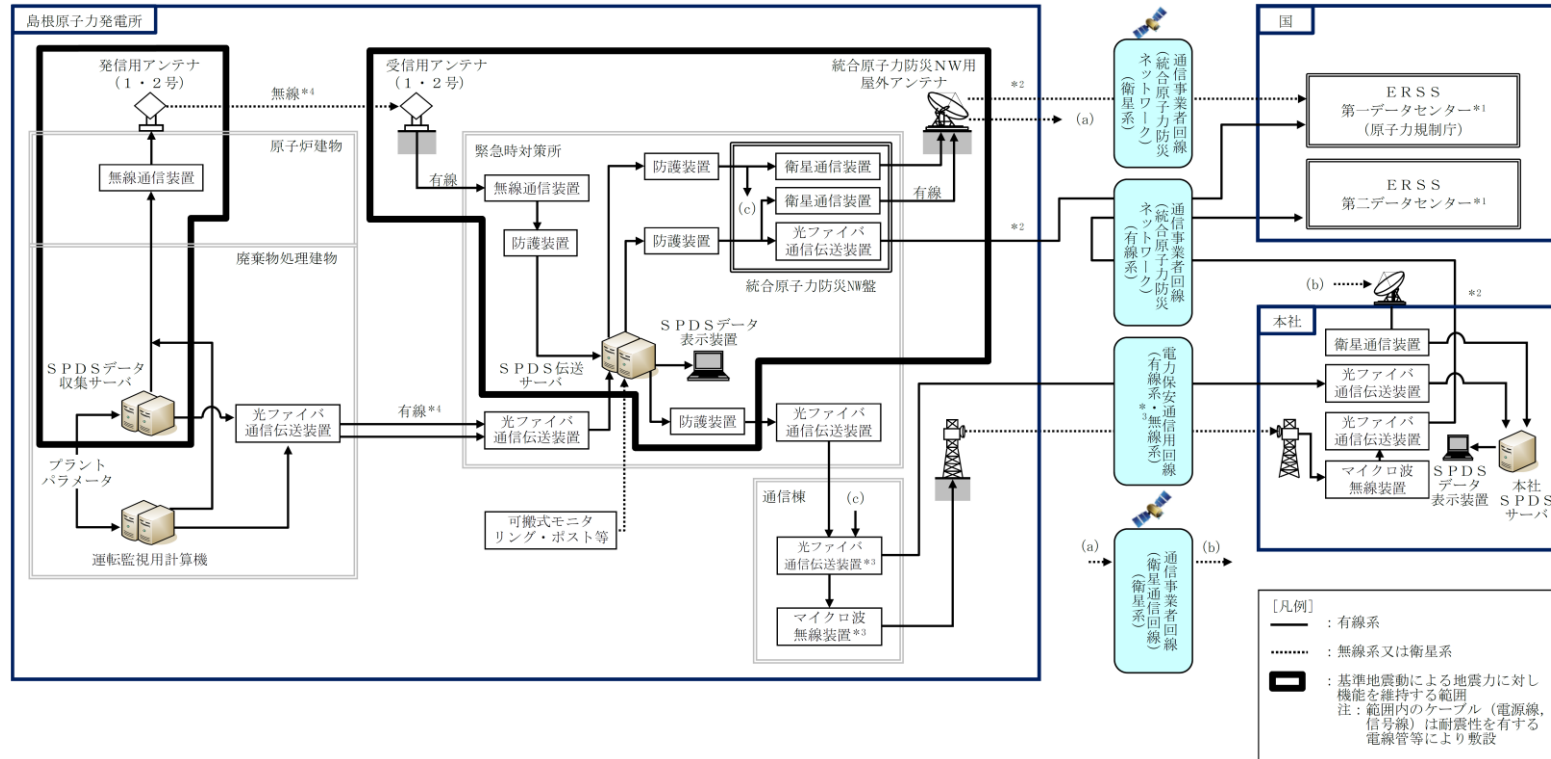 島根原子力発電所
発信用アンテナ
(1・2号)
無線*4
受信用アンテナ
(1・2号)
統合原子力防災NW用
屋外アンテナ
原子炉建物
無線通信装置
廃棄物処理建物
SPDSデータ
収集サーバ
光ファイバ
通信伝送装置
有線*4
プラント
パラメータ
運転監視用計算機
緊急時対策所
有線
無線通信装置
防護装置
防護装置
防護装置
(c)
衛星通信装置
衛星通信装置
有線
光ファイバ
通信伝送装置
統合原子力防災NW盤
SPDSデータ
表示装置
SPDS伝送
サーバ
光ファイバ
通信伝送装置
防護装置
光ファイバ
通信伝送装置
可搬式モニタ
リング・ポスト等
通信棟
(c)
光ファイバ
通信伝送装置*3
マイクロ波
無線装置*3
*2
(a)
*2
通信事業者回線
(統合原子力防災
ネットワーク)
(衛星系)
通信事業者回線
(統合原子力防災
ネットワーク)
(有線系)
電力保安通信用回線
*3
(有線系・無線系)
(a)
(b)
通信事業者回線
(衛星通信回線)
(衛星系)
国
ERSS
第一データセンター*1
(原子力規制庁)
ERSS
第二データセンター*1
(b)
*2
本社
衛星通信装置
光ファイバ
通信伝送装置
光ファイバ
通信伝送装置
マイクロ波
無線装置
SPDS
データ
表示装置
本社
SPDS
サーバ
[凡例]
:有線系
:無線系又は衛星系
:基準地震動による地震力に対し
機能を維持する範囲
注:範囲内のケーブル(電源線,
信号線)は耐震性を有する
電線管等により敷設